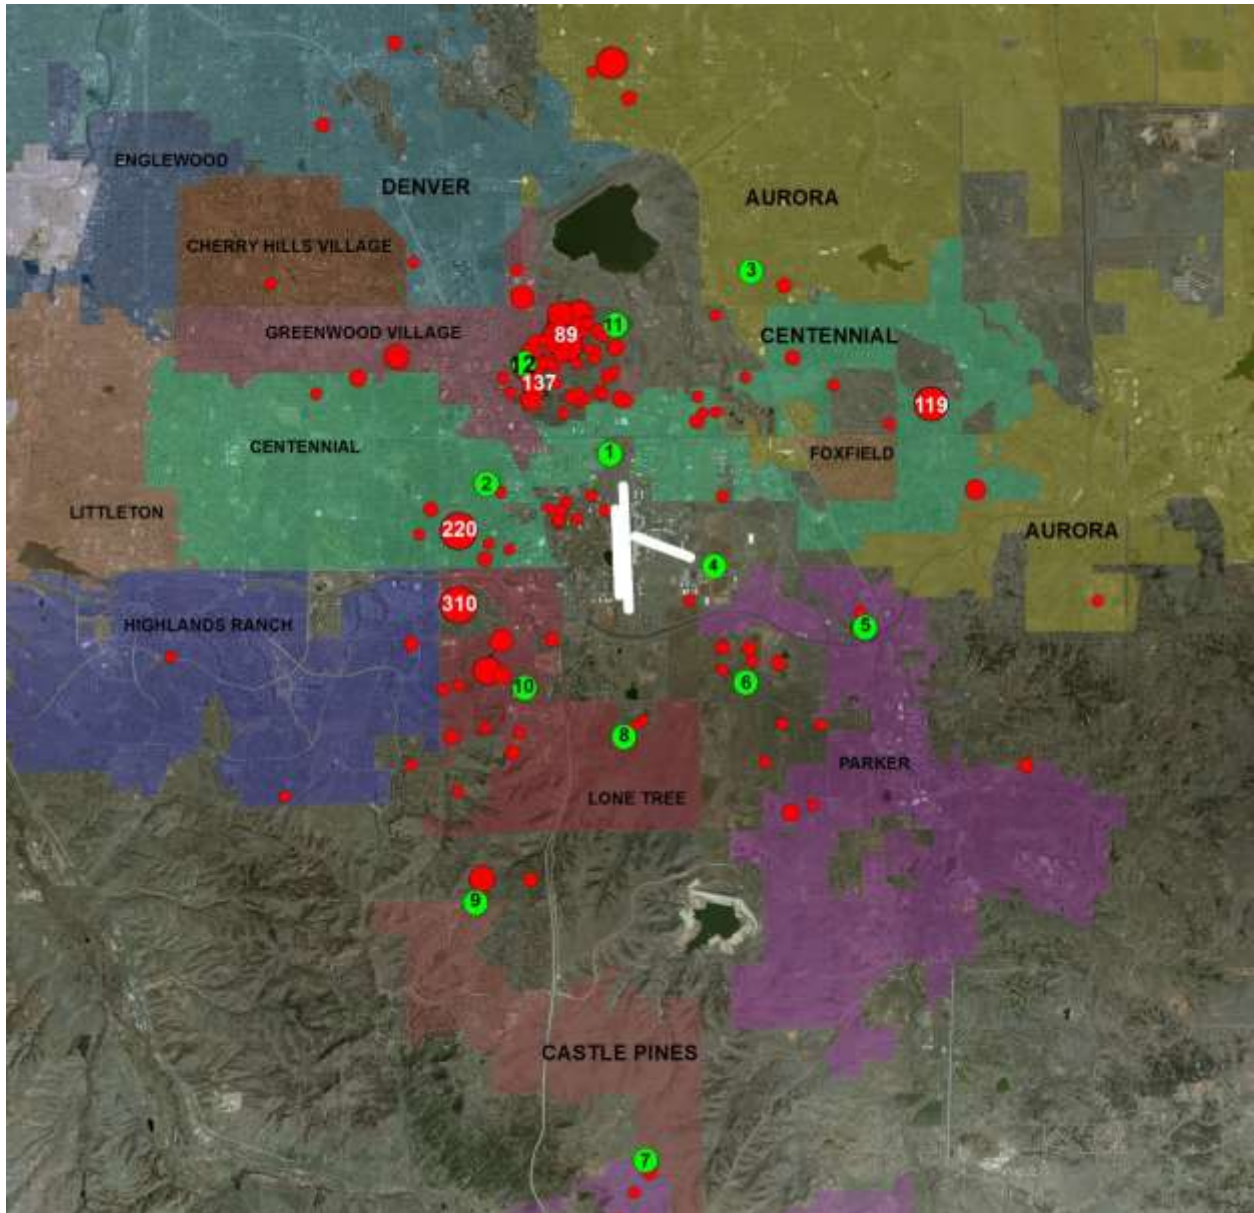 ENGLEWOOD
DENVER
AURORA
CHERRY HILLS VILLAGE
3
GREENWOOD VILLAGE
11
89
CENTENNIAL
12
137
119
CENTENNIAL
1
FOXFIELD
2
LITTLETON
220
AURORA
4
310
HIGHLANDS RANCH
5
10
6
8
PARKER
LONE TREE
9
CASTLE PINES
7